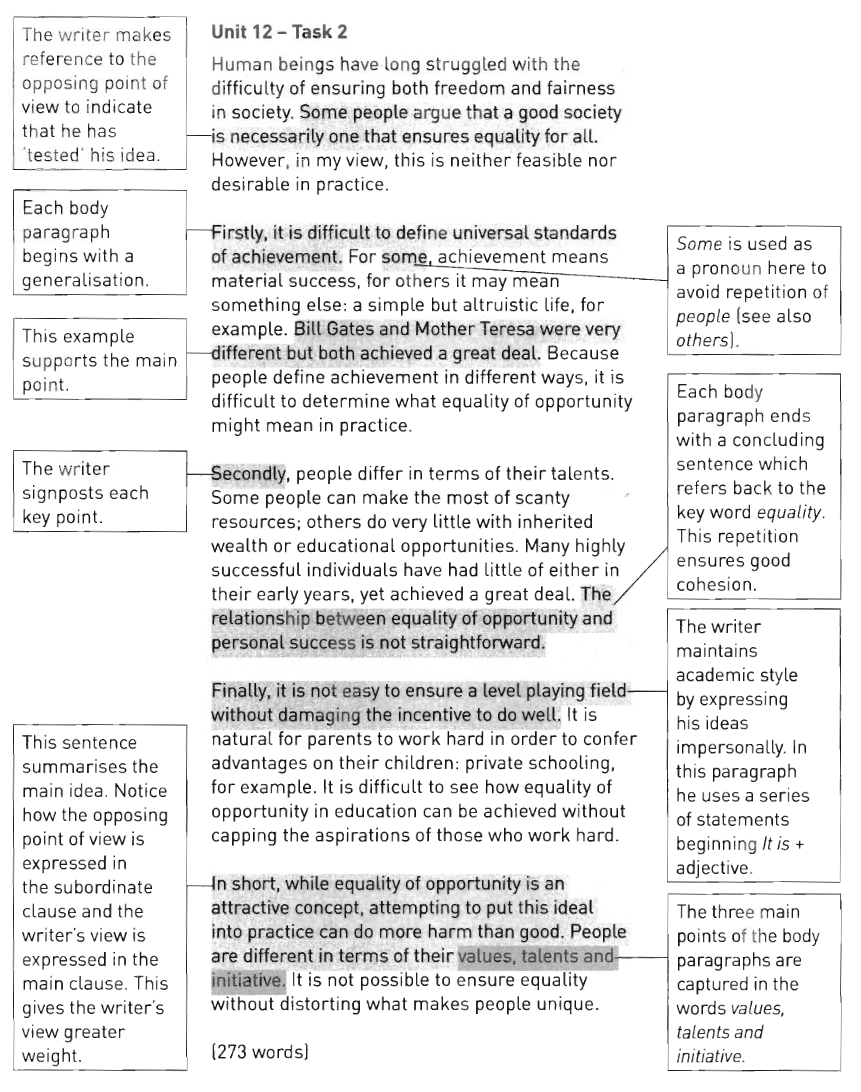 The writer makes
reference to the
opposing point of
view to indicate
that he has
'tested' his idea.
Each body
paragraph
begins with a
generalisation.
This example
supports the main
point.
The writer
signposts each
key point.
This sentence
summarises the
main idea. Notice
how the opposing
point of view is
expressed in
the subordinate
clause and the
writer's view is
expressed in the
main clause. This
gives the writer's
view greater
weight.
Unit 12 – Task 2
Human beings have long struggled with the
difficulty of ensuring both freedom and fairness
in society. Some people argue that a good society
is necessarily one that ensures equality for all.
However, in my view, this is neither feasible nor
desirable in practice.
Firstly, it is difficult to define universal standards
of achievement. For some, achievement means
material success, for others it may mean
something else: a simple but altruistic life, for
example. Bill Gates and Mother Teresa were very
different but both achieved a great deal. Because
people define achievement in different ways, it is
difficult to determine what equality of opportunity
might mean in practice.
Secondly, people differ in terms of their talents.
Some people can make the most of scanty
resources; others do very little with inherited
wealth or educational opportunities. Many highly
successful individuals have had little of either in
their early years, yet achieved a great deal. The
relationship between equality of opportunity and
personal success is not straightforward.
Finally, it is not easy to ensure a level playing field
without damaging the incentive to do well. It is
natural for parents to work hard in order to confer
advantages on their children: private schooling,
for example. It is difficult to see how equality of
opportunity in education can be achieved without
capping the aspirations of those who work hard.
In short, while equality of opportunity is an
attractive concept, attempting to put this ideal
into practice can do more harm than good. People
are different in terms of their values, talents and
initiative. It is not possible to ensure equality
without distorting what makes people unique.
(273 words)
Some is used as
a pronoun here to
avoid repetition of
people (see also
others).
Each body
paragraph ends
with a concluding
sentence which
refers back to the
key word equality.
This repetition
ensures good
cohesion.
The writer
maintains
academic style
by expressing
his ideas
impersonally. In
this paragraph
he uses a series
of statements
beginning It is +
adjective.
The three main
points of the body
paragraphs are
captured in the
words values,
talents and
initiative.